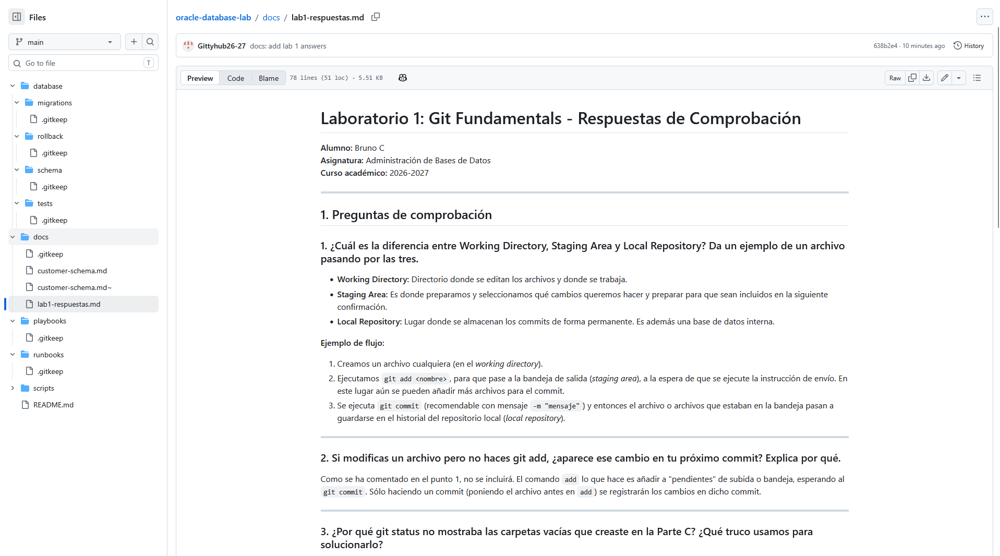 Files
oracle-database-lab / docs / lab1-respuestas.md
main
Go to file
T
database
migrations
.gitkeep
rollback
.gitkeep
schema
.gitkeep
tests
.gitkeep
docs
.gitkeep
customer-schema.md
customer-schema.md~
lab1-respuestas.md
playbooks
.gitkeep
runbooks
.gitkeep
scripts
README.md
Gittyhub26-27 docs: add lab 1 answers
638b2e4 · 10 minutes ago
History
Preview
Code
Blame
78 lines (51 loc) · 5.51 KB
Raw
Laboratorio 1: Git Fundamentals - Respuestas de Comprobación
Alumno: Bruno C
Asignatura: Administración de Bases de Datos
Curso académico: 2026-2027
1. Preguntas de comprobación
1. ¿Cuál es la diferencia entre Working Directory, Staging Area y Local Repository? Da un ejemplo de un archivo
pasando por las tres.
• Working Directory: Directorio donde se editan los archivos y donde se trabaja.
• Staging Area: Es donde preparamos y seleccionamos qué cambios queremos hacer y preparar para que sean incluidos en la siguiente
confirmación.
• Local Repository: Lugar donde se almacenan los commits de forma permanente. Es además una base de datos interna.
Ejemplo de flujo:
1. Creamos un archivo cualquiera (en el working directory).
2. Ejecutamos git add <nombre>, para que pase a la bandeja de salida (staging area), a la espera de que se ejecute la instrucción de envío. En
este lugar aún se pueden añadir más archivos para el commit.
3. Se ejecuta git commit (recomendable con mensaje -m "mensaje") y entonces el archivo o archivos que estaban en la bandeja pasan a
guardarse en el historial del repositorio local (local repository).
2. Si modificas un archivo pero no haces git add, ¿aparece ese cambio en tu próximo commit? Explica por qué.
Como se ha comentado en el punto 1, no se incluirá. El comando add lo que hace es añadir a "pendientes" de subida o bandeja, esperando al
git commit. Sólo haciendo un commit (poniendo el archivo antes en add) se registrarán los cambios en dicho commit.
3. ¿Por qué git status no mostraba las carpetas vacías que creaste en la Parte C? ¿Qué truco usamos para
solucionarlo?